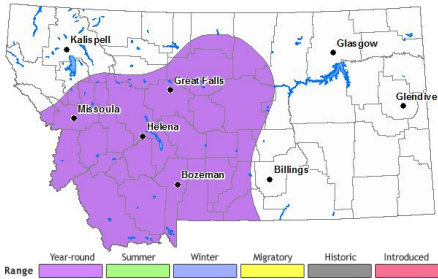 Kalispell
Glasgow
Great Falls
Glendive
Missoula
Helena
Billings
Bozeman
Range Year-round Summer Winter Migratory Historic Introduced